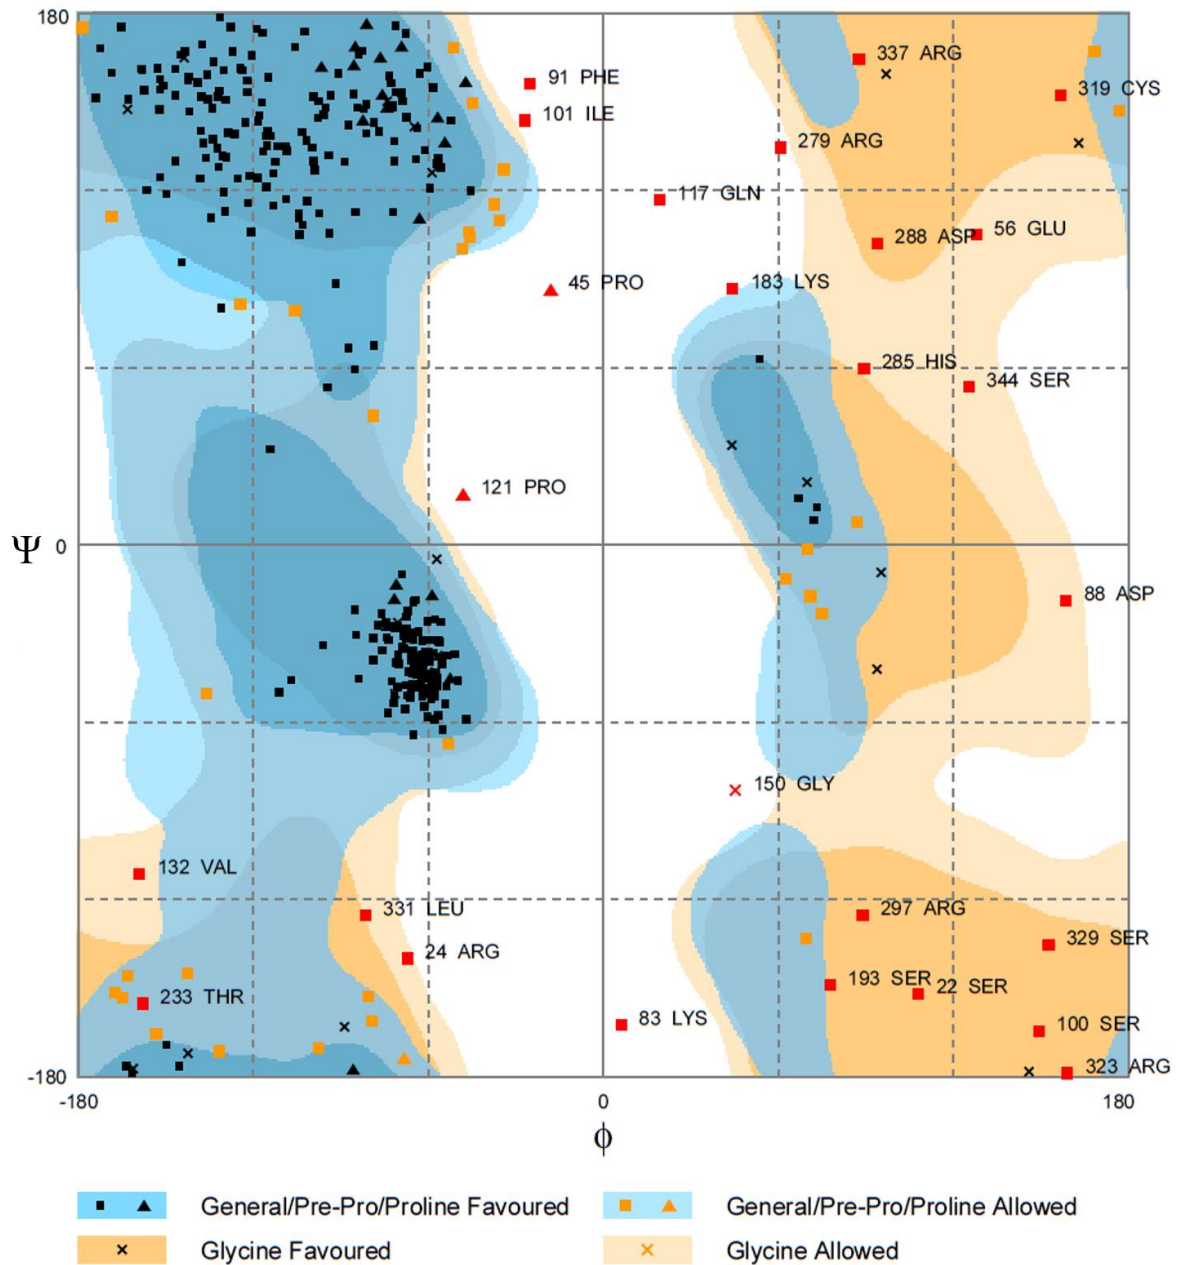 180
337 ARG
91 PHE
319 CYS
101 ILE
279 ARG
117 GLN
288 ASP
56 GLU
45 PRO
183 LYS
285 HIS
344 SER
121 PRO
Ψ
0
88 ASP
150 GLY
132 VAL
331 LEU
297 ARG
24 ARG
329 SER
233 THR
193 SER
22 SER
83 LYS
100 SER
-180
323 ARG
-180 0 180
ϕ
General/Pre-Pro/Proline Favoured General/Pre-Pro/Proline Allowed
Glycine Favoured Glycine Allowed